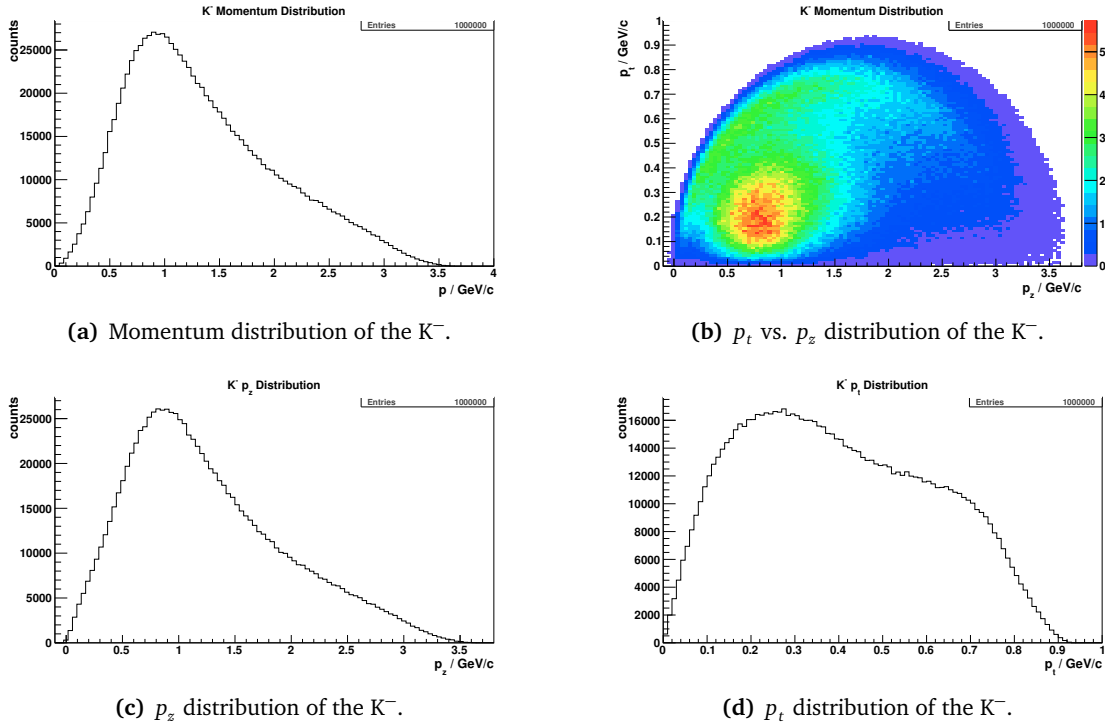 K⁻ Momentum Distribution
Entries 1000000
counts
25000
20000
15000
10000
5000
0
0 0.5 1 1.5 2 2.5 3 3.5 4
p / GeV/c
(a) Momentum distribution of the K⁻.
K⁻ Momentum Distribution
Entries 1000000
p_t / GeV/c
1
0.9
0.8
0.7
0.6
0.5
0.4
0.3
0.2
0.1
0
0 0.5 1 1.5 2 2.5 3 3.5
p_z / GeV/c
5
4
3
2
1
0
(b) p_t vs. p_z distribution of the K⁻.
K⁻ p_z Distribution
Entries 1000000
counts
25000
20000
15000
10000
5000
0
0 0.5 1 1.5 2 2.5 3 3.5
p_z / GeV/c
(c) p_z distribution of the K⁻.
K⁻ p_t Distribution
Entries 1000000
counts
16000
14000
12000
10000
8000
6000
4000
2000
0
0 0.1 0.2 0.3 0.4 0.5 0.6 0.7 0.8 0.9 1
p_t / GeV/c
(d) p_t distribution of the K⁻.